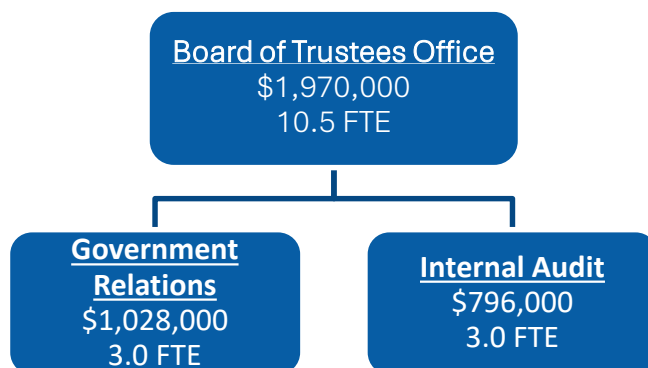 Board of Trustees Office
$1,970,000
10.5 FTE
Government
Relations
$1,028,000
3.0 FTE
Internal Audit
$796,000
3.0 FTE